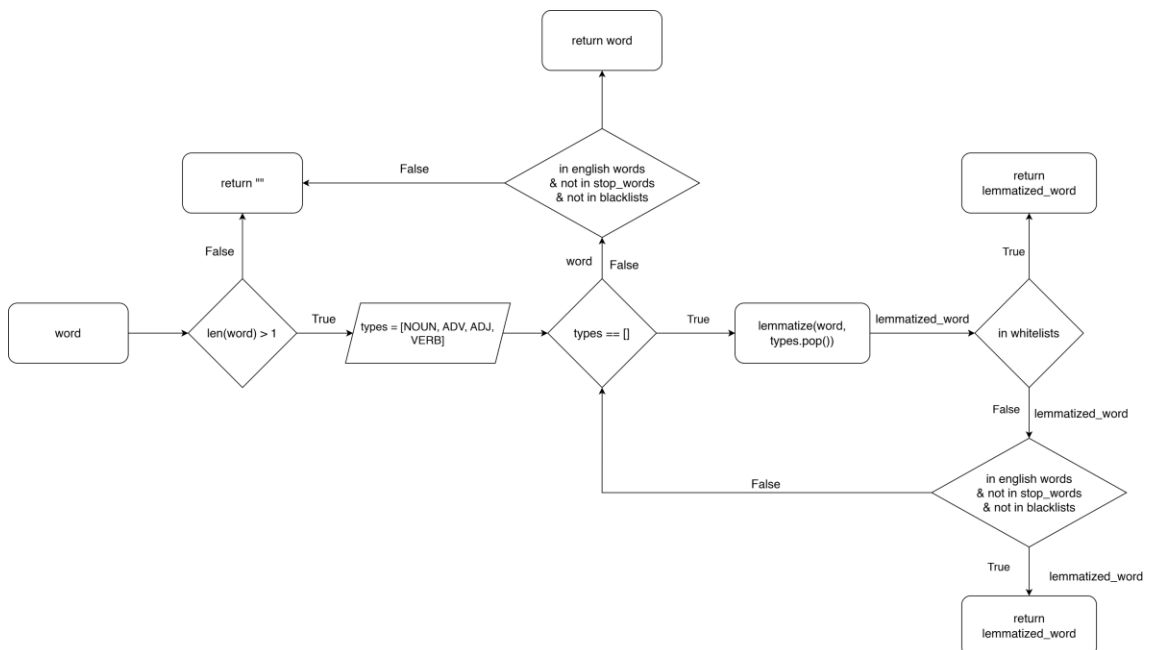 return word
in english words
& not in stop_words
& not in blacklists
False
return ""
return
lemmatized_word
False
word
False
True
word
len(word) > 1
True
types = [NOUN, ADV, ADJ,
VERB]
types == []
True
lemmatize(word,
types.pop())
lemmatized_word
in whitelists
False
lemmatized_word
in english words
& not in stop_words
& not in blacklists
False
True
lemmatized_word
return
lemmatized_word